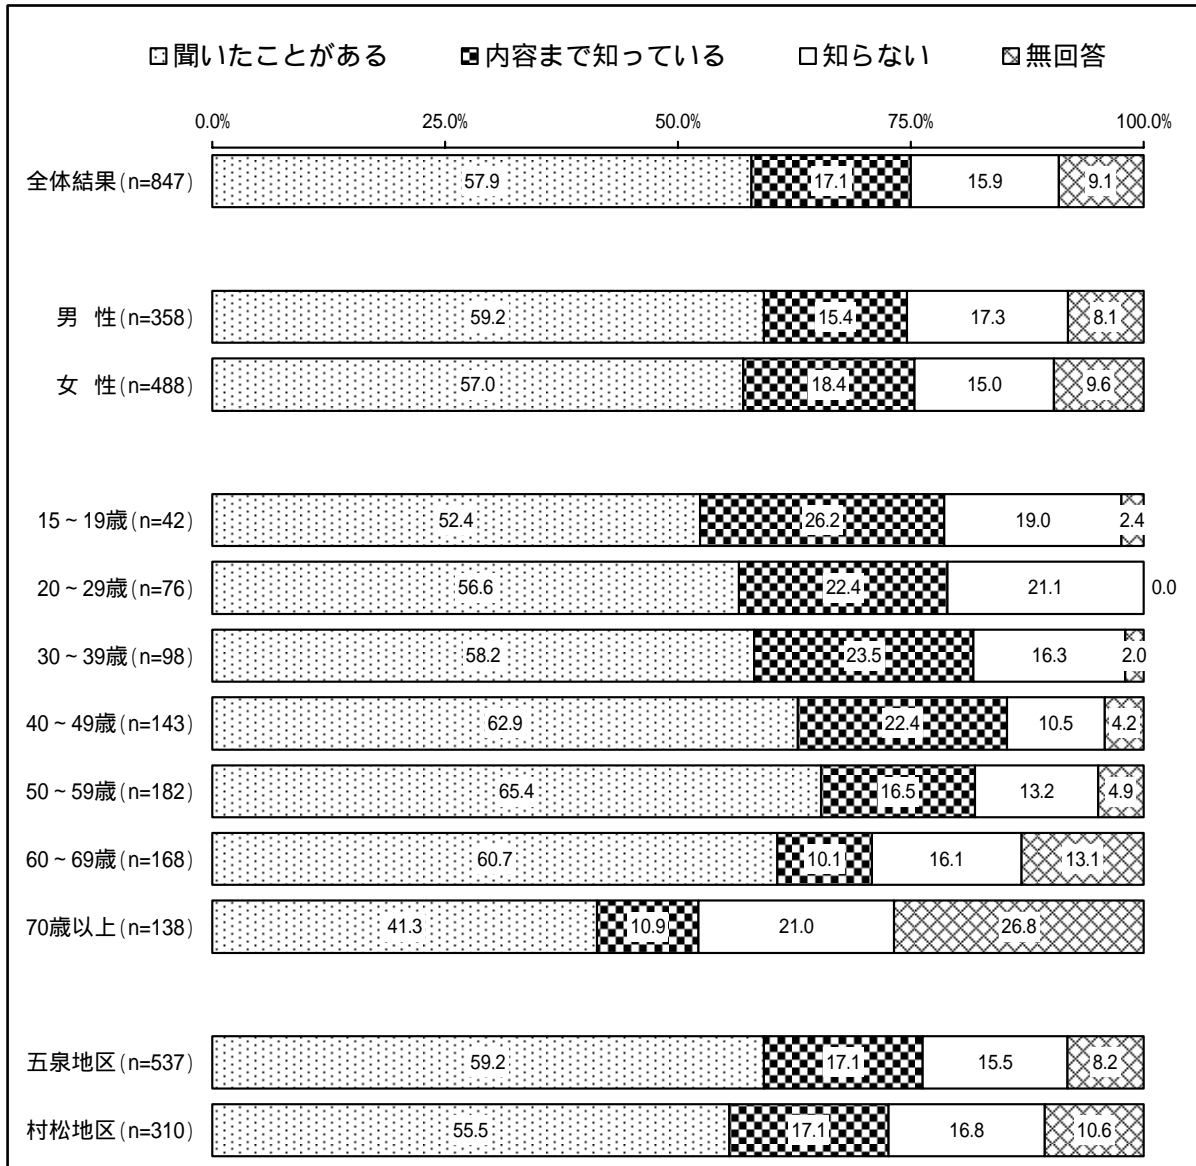 聞いたことがある 内容まで知っている 知らない 無回答
0.0% 25.0% 50.0% 75.0% 100.0%
全体結果(n=847) 57.9 17.1 15.9 9.1
男 性(n=358) 59.2 15.4 17.3 8.1
女 性(n=488) 57.0 18.4 15.0 9.6
15～19歳(n=42) 52.4 26.2 19.0 2.4
20～29歳(n=76) 56.6 22.4 21.1 0.0
30～39歳(n=98) 58.2 23.5 16.3 2.0
40～49歳(n=143) 62.9 22.4 10.5 4.2
50～59歳(n=182) 65.4 16.5 13.2 4.9
60～69歳(n=168) 60.7 10.1 16.1 13.1
70歳以上(n=138) 41.3 10.9 21.0 26.8
五泉地区(n=537) 59.2 17.1 15.5 8.2
村松地区(n=310) 55.5 17.1 16.8 10.6